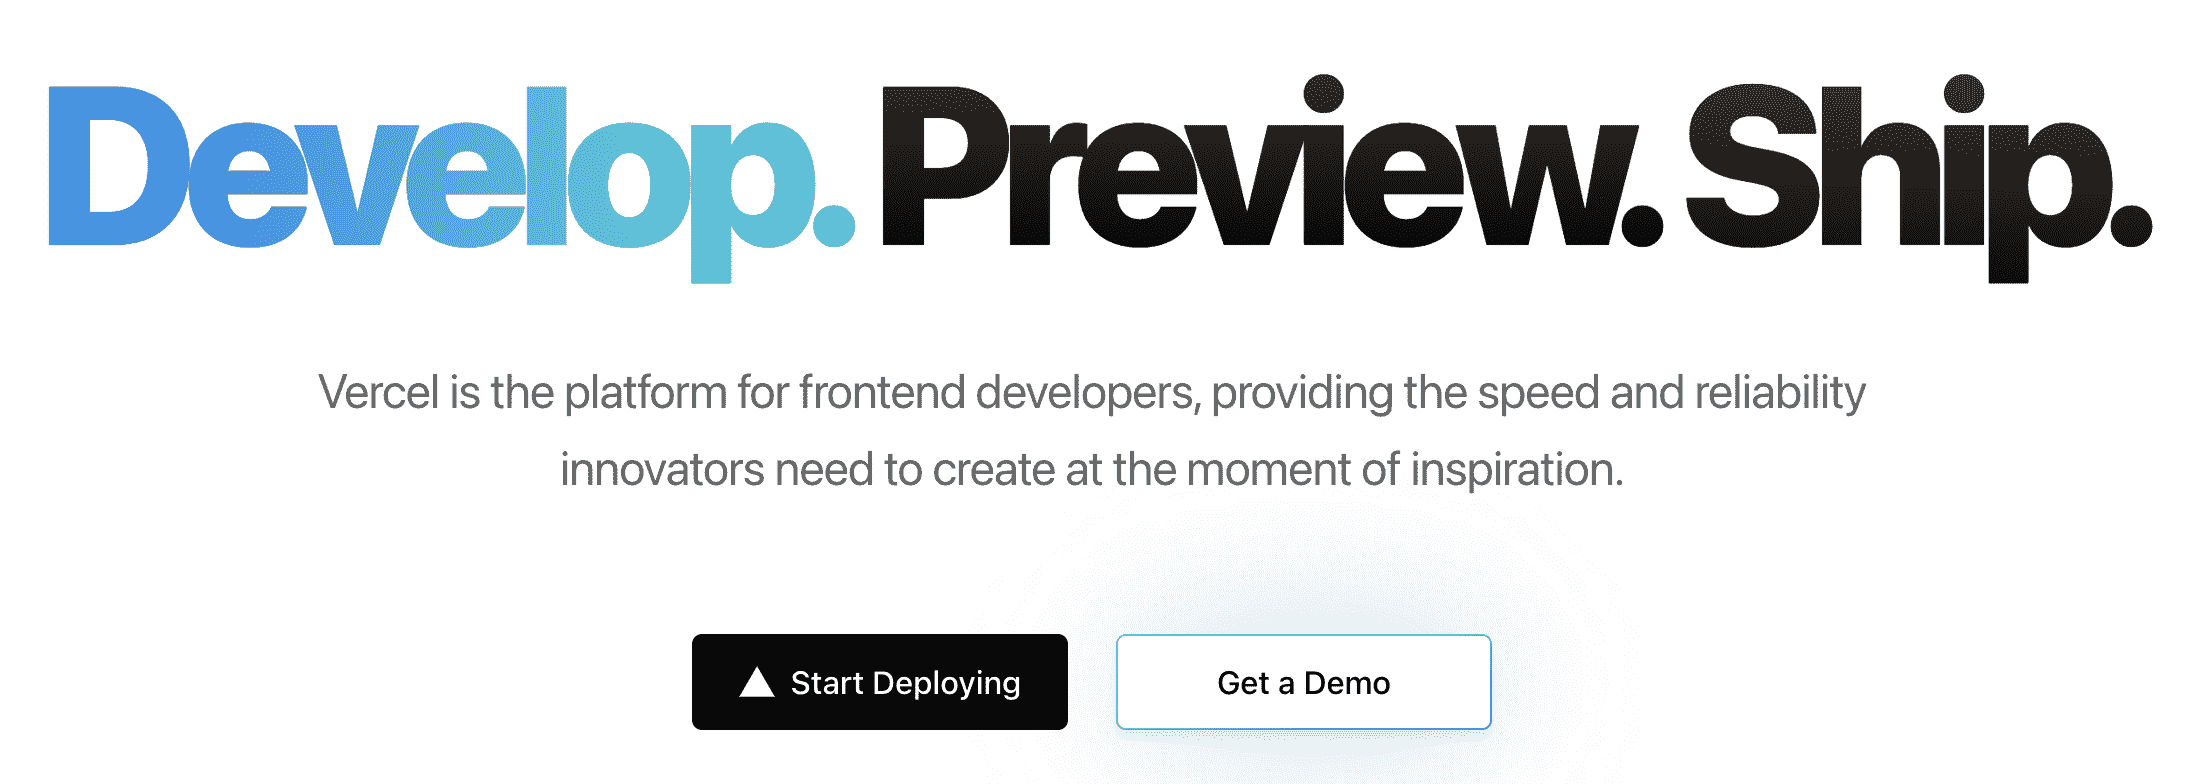 Develop. Preview. Ship.
Vercel is the platform for frontend developers, providing the speed and reliability
innovators need to create at the moment of inspiration.
Start Deploying
Get a Demo